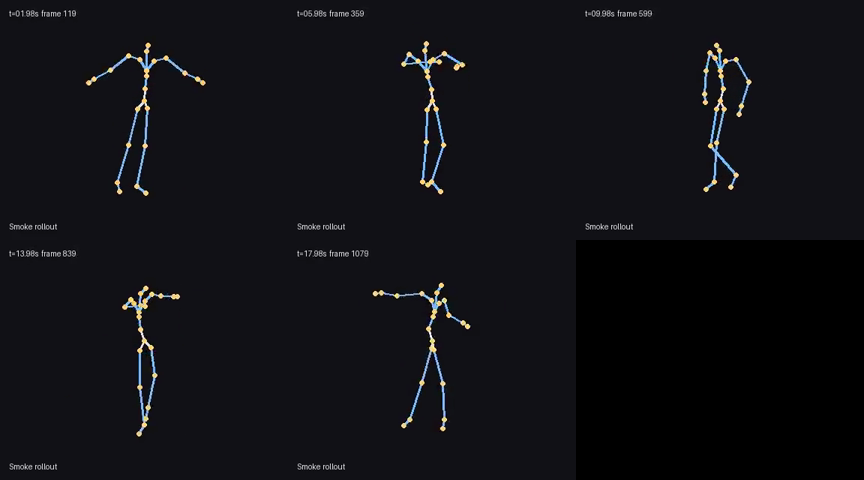 t=01.98s frame 119
t=05.98s frame 359
t=09.98s frame 599
Smoke rollout
Smoke rollout
Smoke rollout
t=13.98s frame 839
t=17.98s frame 1079
Smoke rollout
Smoke rollout